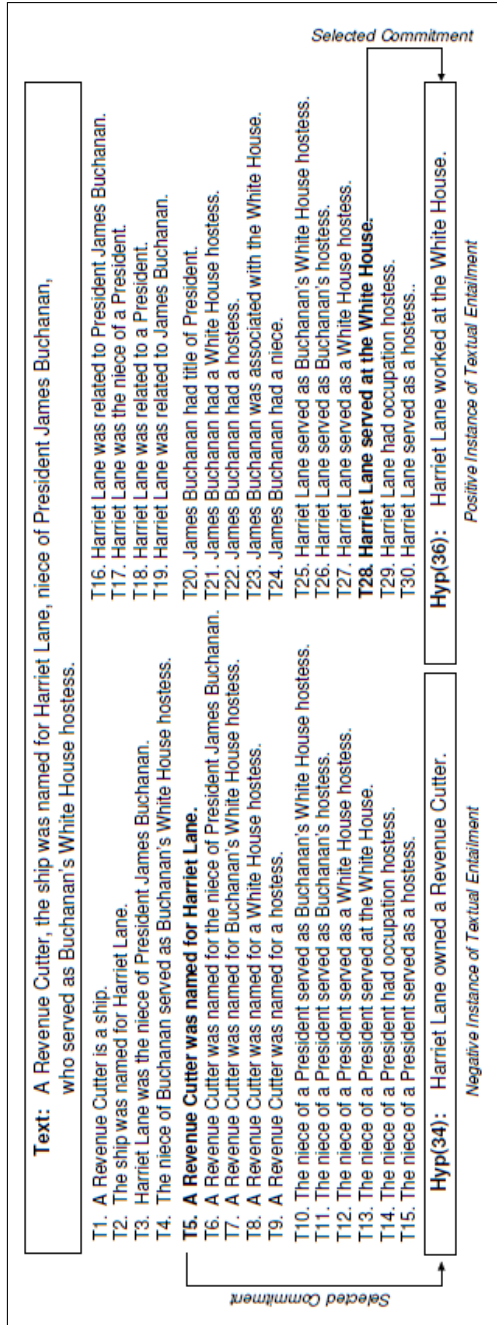 Text: A Revenue Cutter, the ship was named for Harriet Lane, niece of President James Buchanan,
who served as Buchanan's White House hostess.
T1. A Revenue Cutter is a ship.
T2. The ship was named for Harriet Lane.
T3. Harriet Lane was the niece of President James Buchanan.
T4. The niece of Buchanan served as Buchanan's White House hostess.
T5. A Revenue Cutter was named for Harriet Lane.
T6. A Revenue Cutter was named for the niece of President James Buchanan.
T7. A Revenue Cutter was named for Buchanan's White House hostess.
T8. A Revenue Cutter was named for a White House hostess.
T9. A Revenue Cutter was named for a hostess.
T10. The niece of a President served as Buchanan's White House hostess.
T11. The niece of a President served as Buchanan's hostess.
T12. The niece of a President served as a White House hostess.
T13. The niece of a President served at the White House.
T14. The niece of a President had occupation hostess.
T15. The niece of a President served as a hostess.
T16. Harriet Lane was related to President James Buchanan.
T17. Harriet Lane was the niece of a President.
T18. Harriet Lane was related to a President.
T19. Harriet Lane was related to James Buchanan.
T20. James Buchanan had title of President.
T21. James Buchanan had a White House hostess.
T22. James Buchanan had a hostess.
T23. James Buchanan was associated with the White House.
T24. James Buchanan had a niece.
T25. Harriet Lane served as Buchanan's White House hostess.
T26. Harriet Lane served as Buchanan's hostess.
T27. Harriet Lane served as a White House hostess.
T28. Harriet Lane served at the White House.
T29. Harriet Lane had occupation hostess.
T30. Harriet Lane served as a hostess..
Selected Commitment
Selected Commitment
Hyp(34): Harriet Lane owned a Revenue Cutter.
Negative Instance of Textual Entailment
Hyp(36): Harriet Lane worked at the White House.
Positive Instance of Textual Entailment